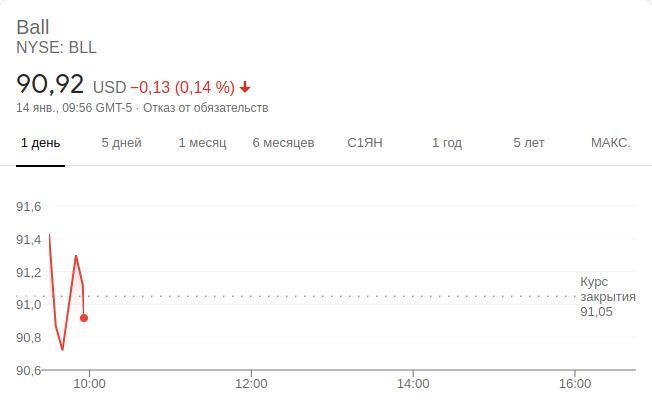 Ball
NYSE: BLL
90,92 USD −0,13 (0,14 %)
14 янв., 09:56 GMT-5 · Отказ от обязательств
1 день 5 дней 1 месяц 6 месяцев С1ЯН 1 год 5 лет МАКС.
91,6
91,4
91,2
91,0
90,8
90,6
Курс
закрытия
91,05
10:00 12:00 14:00 16:00